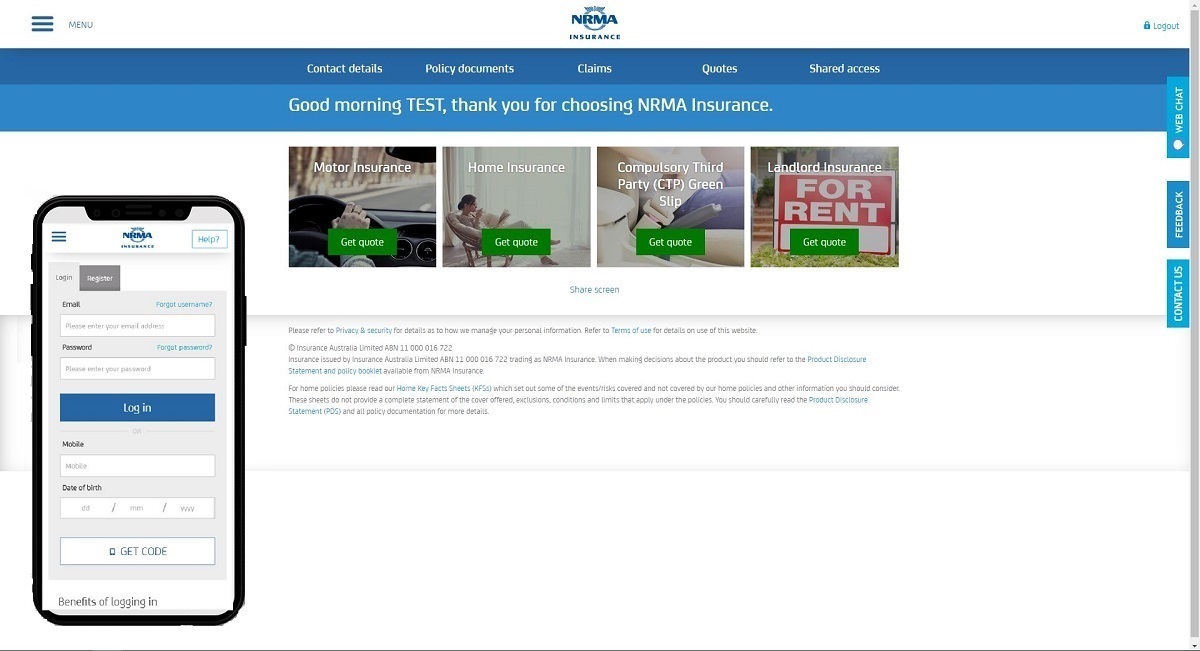 MENU
NRMA
INSURANCE
Logout
Contact details
Policy documents
Claims
Quotes
Shared access
Good morning TEST, thank you for choosing NRMA Insurance.
WEB CHAT
FEEDBACK
CONTACT US
Motor Insurance
Get quote
Home Insurance
Get quote
Compulsory Third
Party (CTP) Green
Slip
Get quote
Landlord Insurance
FOR
RENT
Get quote
Share screen
Please refer to Privacy & security for details as to how we manage your personal information. Refer to Terms of use for details on use of this website.
© Insurance Australia Limited ABN 11 000 016 722
Insurance issued by Insurance Australia Limited ABN 11 000 016 722 trading as NRMA Insurance. When making decisions about the product you should refer to the Product Disclosure
Statement and policy booklet available from NRMA Insurance.
For home policies please read our Home Key Facts Sheets (KFSs) which set out some of the events/risks covered and not covered by our home policies and other information you should consider.
These sheets do not provide a complete statement of the cover offered, exclusions, conditions and limits that apply under the policies. You should carefully read the Product Disclosure
Statement (PDS) and all policy documentation for more details.
NRMA
INSURANCE
Help?
Login
Register
Email
Forgot username?
Please enter your email address
Password
Forgot password?
Please enter your password
Log in
OR
Mobile
Mobile
Date of birth
dd / mm / yyyy
GET CODE
Benefits of logging in